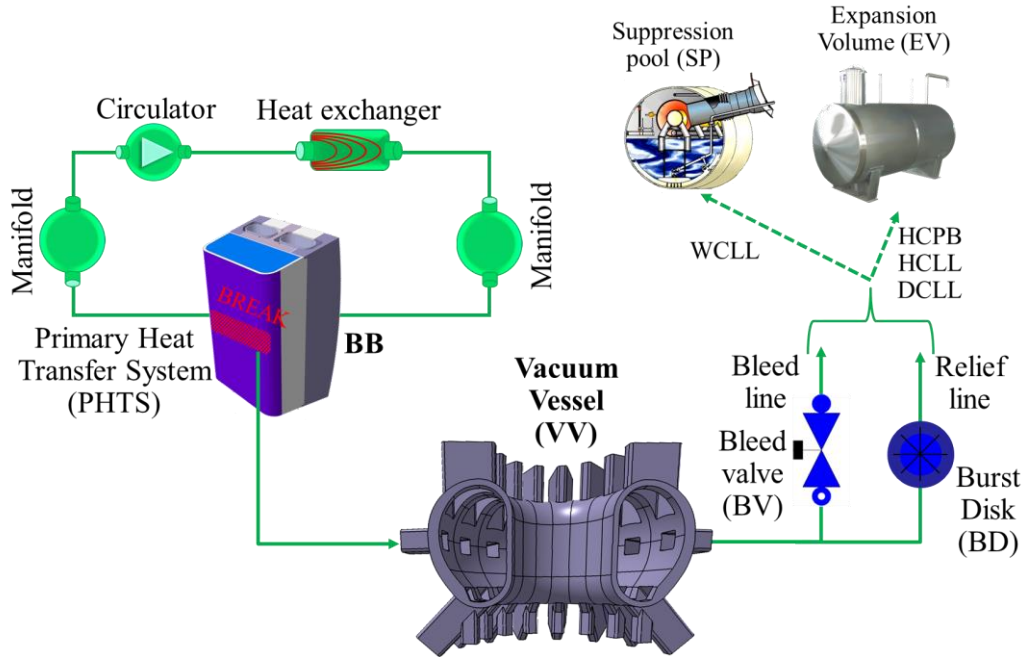 Suppression
pool (SP)
Expansion
Volume (EV)
Circulator
Heat exchanger
Manifold
Manifold
BREAK
BB
Primary Heat
Transfer System
(PHTS)
WCLL
HCPB
HCLL
DCLL
Vacuum
Vessel
(VV)
Bleed
line
Relief
line
Bleed
valve
(BV)
Burst
Disk
(BD)